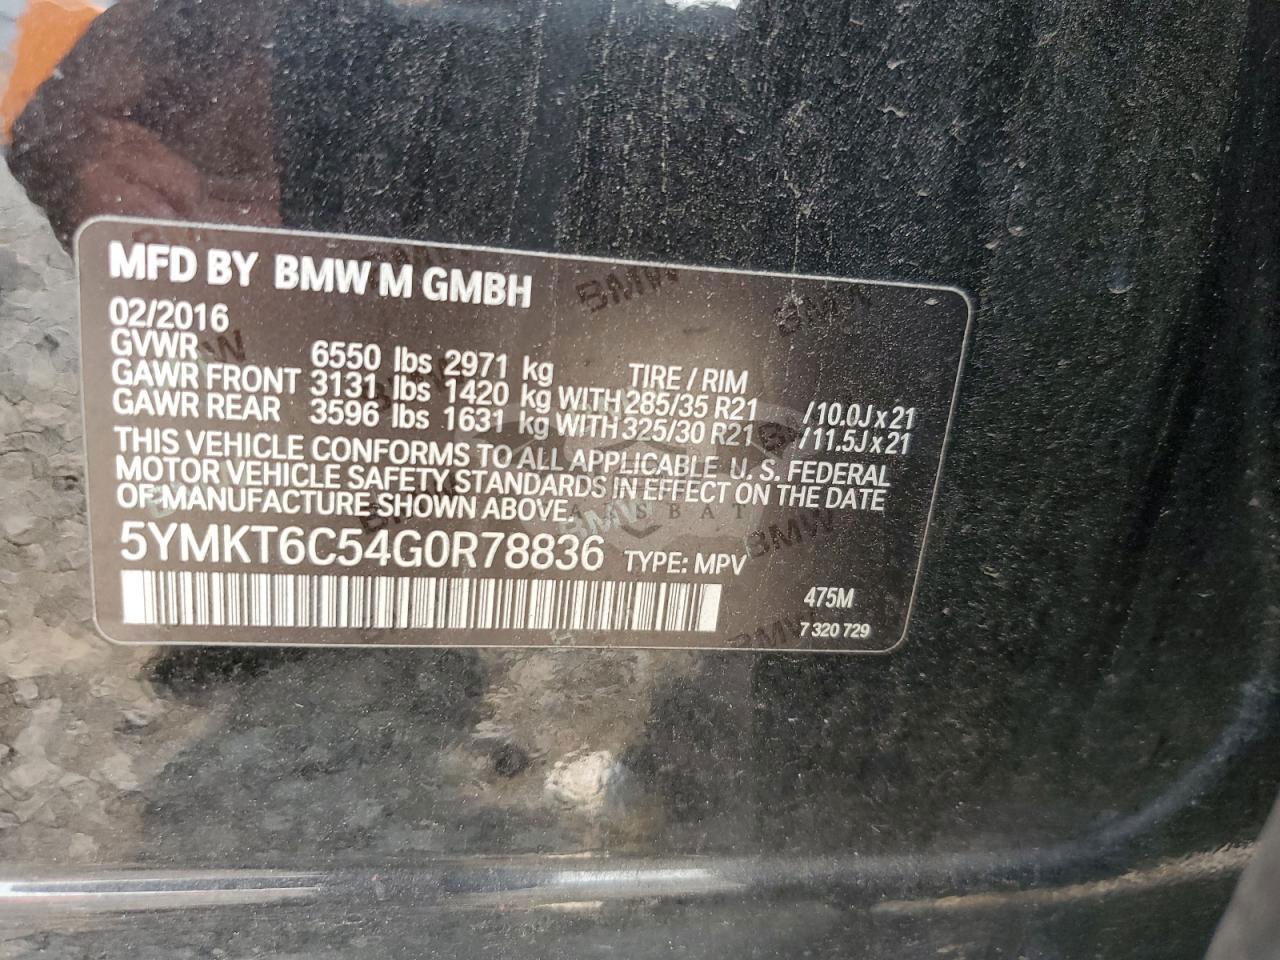 MFD BY BMW M GMBH
02/2016
GVWR 6550 lbs 2971 kg TIRE / RIM
GAWR FRONT 3131 lbs 1420 kg WITH 285/35 R21 /10.0J x 21
GAWR REAR 3596 lbs 1631 kg WITH 325/30 R21 /11.5J x 21
THIS VEHICLE CONFORMS TO ALL APPLICABLE U. S. FEDERAL
MOTOR VEHICLE SAFETY STANDARDS IN EFFECT ON THE DATE
OF MANUFACTURE SHOWN ABOVE.
5YMKT6C54G0R78836 TYPE: MPV
475M
7 320 729